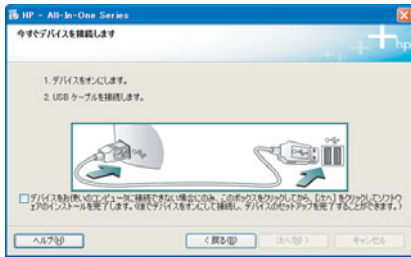 HP - All-In-One Series
今すぐデバイスを接続します
hp
1. デバイスをオンにします。
2. USB ケーブルを接続します。
デバイスをお使いのコンピュータに接続できない場合にのみ、このボックスをクリックしてから、[次へ] をクリックしてソフトウ
ェアのインストールを完了します。(後でデバイスをオンにして接続し、デバイスのセットアップを完了することができます。)
ヘルプ(H)
< 戻る(B)
次へ(N) >
キャンセル